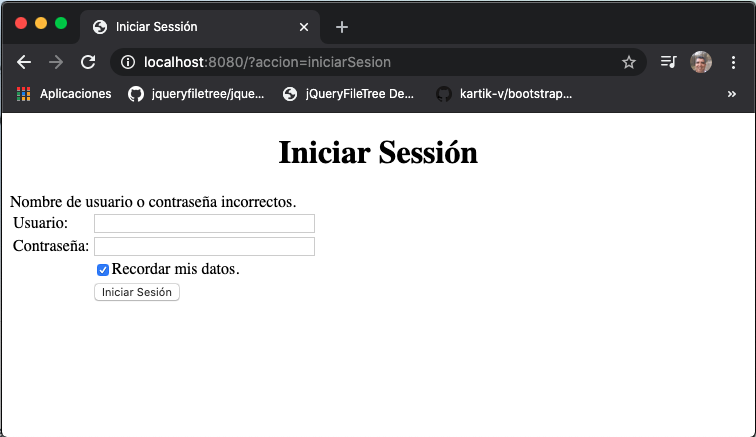 Iniciar Sessión
localhost:8080/?accion=iniciarSesion
Aplicaciones jqueryfiletree/jque... jQueryFileTree De... kartik-v/bootstrap... »
Iniciar Sessión
Nombre de usuario o contraseña incorrectos.
Usuario:
Contraseña:
Recordar mis datos.
Iniciar Sesión